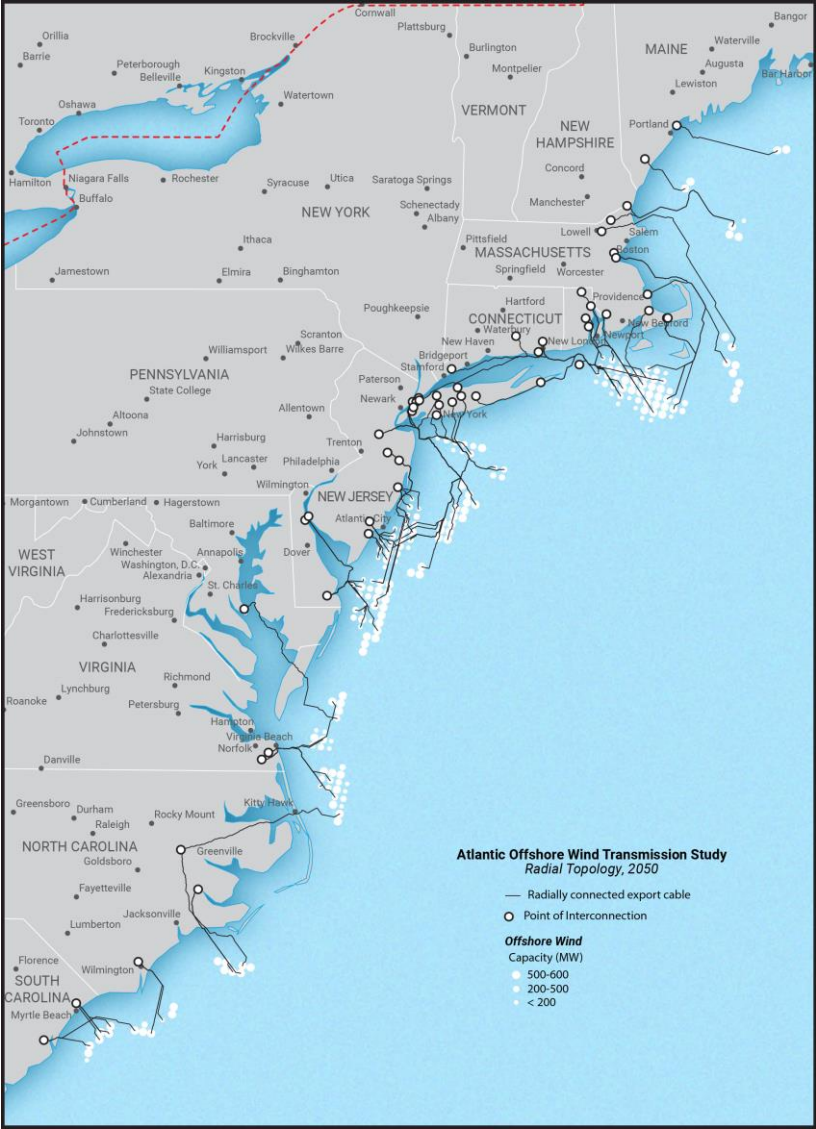 Cornwall
Bangor
Plattsburg
Orillia
Brockville
Waterville
Burlington
MAINE
Barrie
Augusta
Peterborough
Montpelier
Kingston
Bar Harbor
Belleville
Lewiston
Watertown
Oshawa
VERMONT
Toronto
Portland
NEW
HAMPSHIRE
Concord
Hamilton
Niagara Falls
Rochester
Utica
Saratoga Springs
Syracuse
Buffalo
Manchester
Schenectady
NEW YORK
Albany
Lowell
Salem
Ithaca
Pittsfield
Boston
MASSACHUSETTS
Jamestown
Elmira
Binghamton
Springfield
Worcester
Hartford
Providence
Poughkeepsie
CONNECTICUT
New Bedford
Waterbury
Scranton
New Haven
New London
Newport
Williamsport
Wilkes Barre
Bridgeport
Stamford
PENNSYLVANIA
Paterson
State College
Newark
Allentown
New York
Altoona
Johnstown
Harrisburg
Trenton
Lancaster
York
Philadelphia
Wilmington
NEW JERSEY
Morgantown
Cumberland
Hagerstown
Atlantic City
Baltimore
WEST
VIRGINIA
Winchester
Annapolis
Dover
Washington, D.C.
Alexandria
St. Charles
Harrisonburg
Fredericksburg
Charlottesville
VIRGINIA
Richmond
Lynchburg
Roanoke
Petersburg
Hampton
Virginia Beach
Norfolk
Danville
Kitty Hawk
Greensboro
Durham
Rocky Mount
Raleigh
NORTH CAROLINA
Greenville
Goldsboro
Fayetteville
Jacksonville
Lumberton
Florence
Wilmington
SOUTH
CAROLINA
Myrtle Beach
Atlantic Offshore Wind Transmission Study
Radial Topology, 2050
Radially connected export cable
Point of Interconnection
Offshore Wind
Capacity (MW)
500-600
200-500
< 200